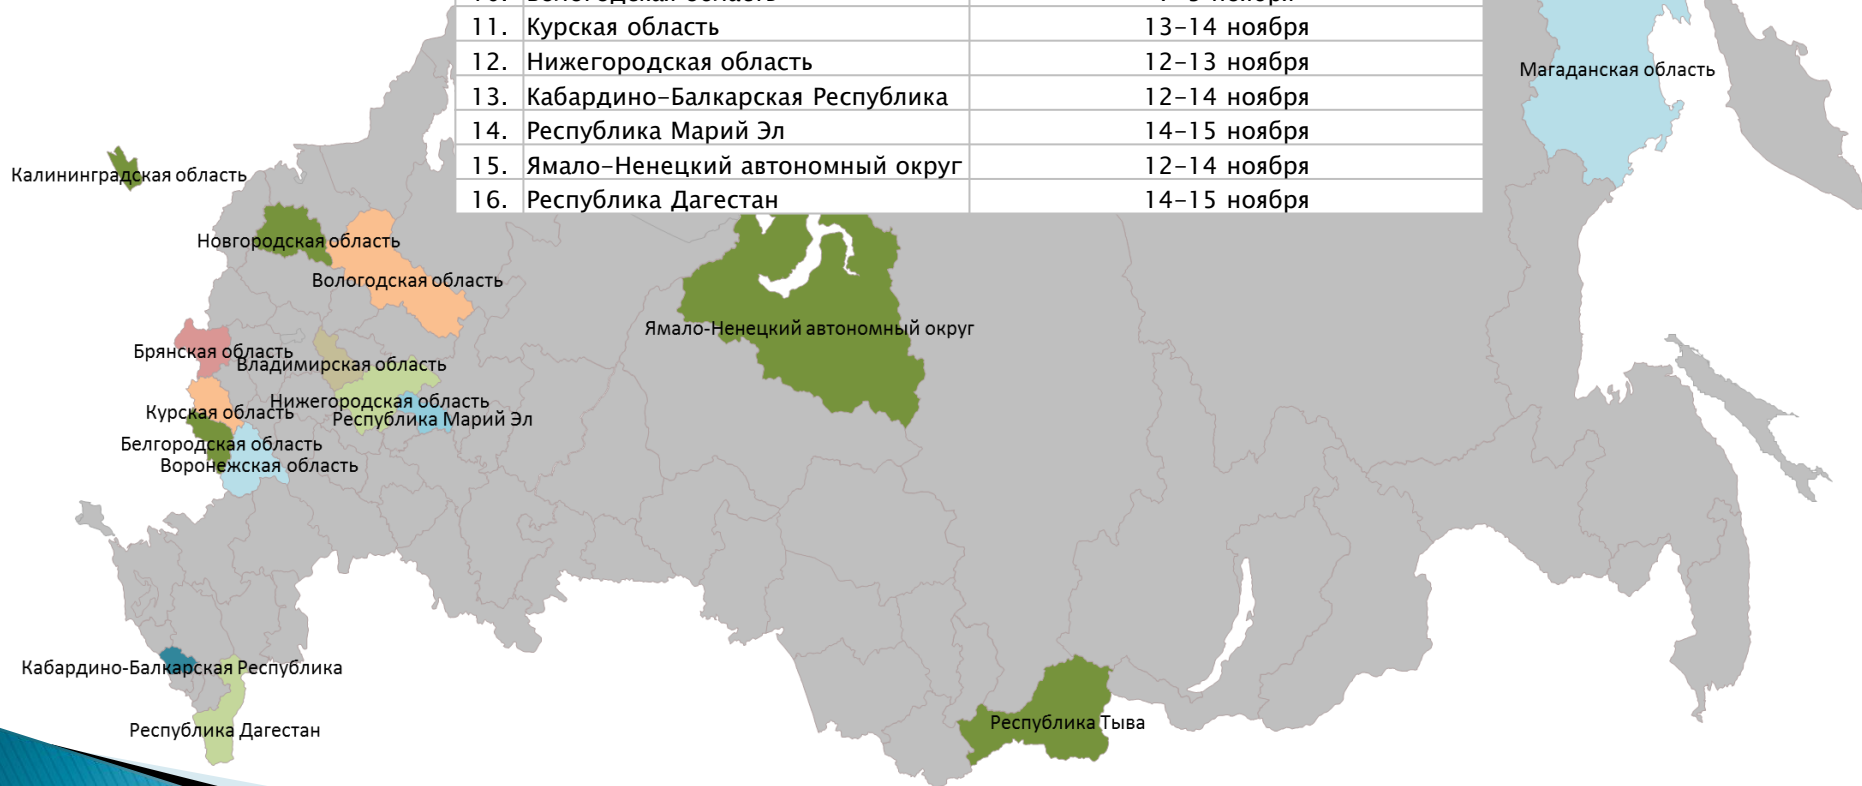 11. Курская область 13-14 ноября
12. Нижегородская область 12-13 ноября
13. Кабардино-Балкарская Республика 12-14 ноября
14. Республика Марий Эл 14-15 ноября
15. Ямало-Ненецкий автономный округ 12-14 ноября
16. Республика Дагестан 14-15 ноября
Магаданская область
Калининградская область
Новгородская область
Вологодская область
Ямало-Ненецкий автономный округ
Брянская область
Владимирская область
Нижегородская область
Курская область
Республика Марий Эл
Белгородская область
Воронежская область
Кабардино-Балкарская Республика
Республика Тыва
Республика Дагестан